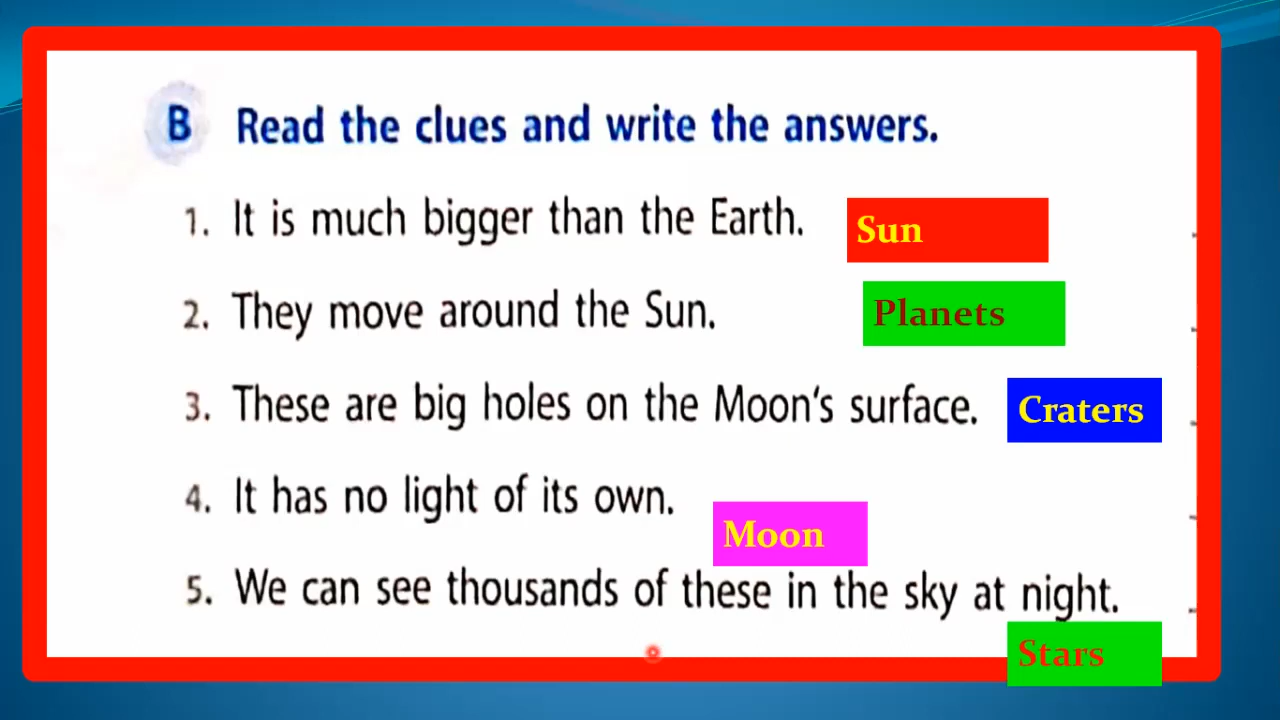 B Read the clues and write the answers.
1. It is much bigger than the Earth. Sun
2. They move around the Sun. Planets
3. These are big holes on the Moon's surface. Craters
4. It has no light of its own. Moon
5. We can see thousands of these in the sky at night.
Stars